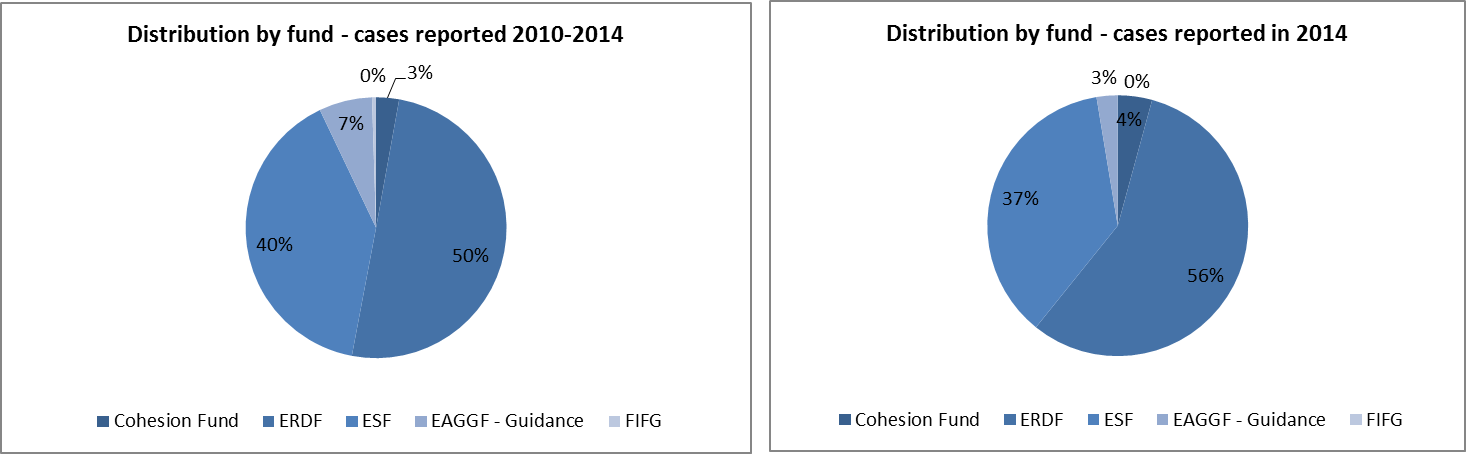 Distribution by fund - cases reported 2010-2014
0%
3%
7%
40%
50%
Cohesion Fund ERDF ESF EAGGF - Guidance FIFG
Distribution by fund - cases reported in 2014
3%
0%
4%
37%
56%
Cohesion Fund ERDF ESF EAGGF - Guidance FIFG